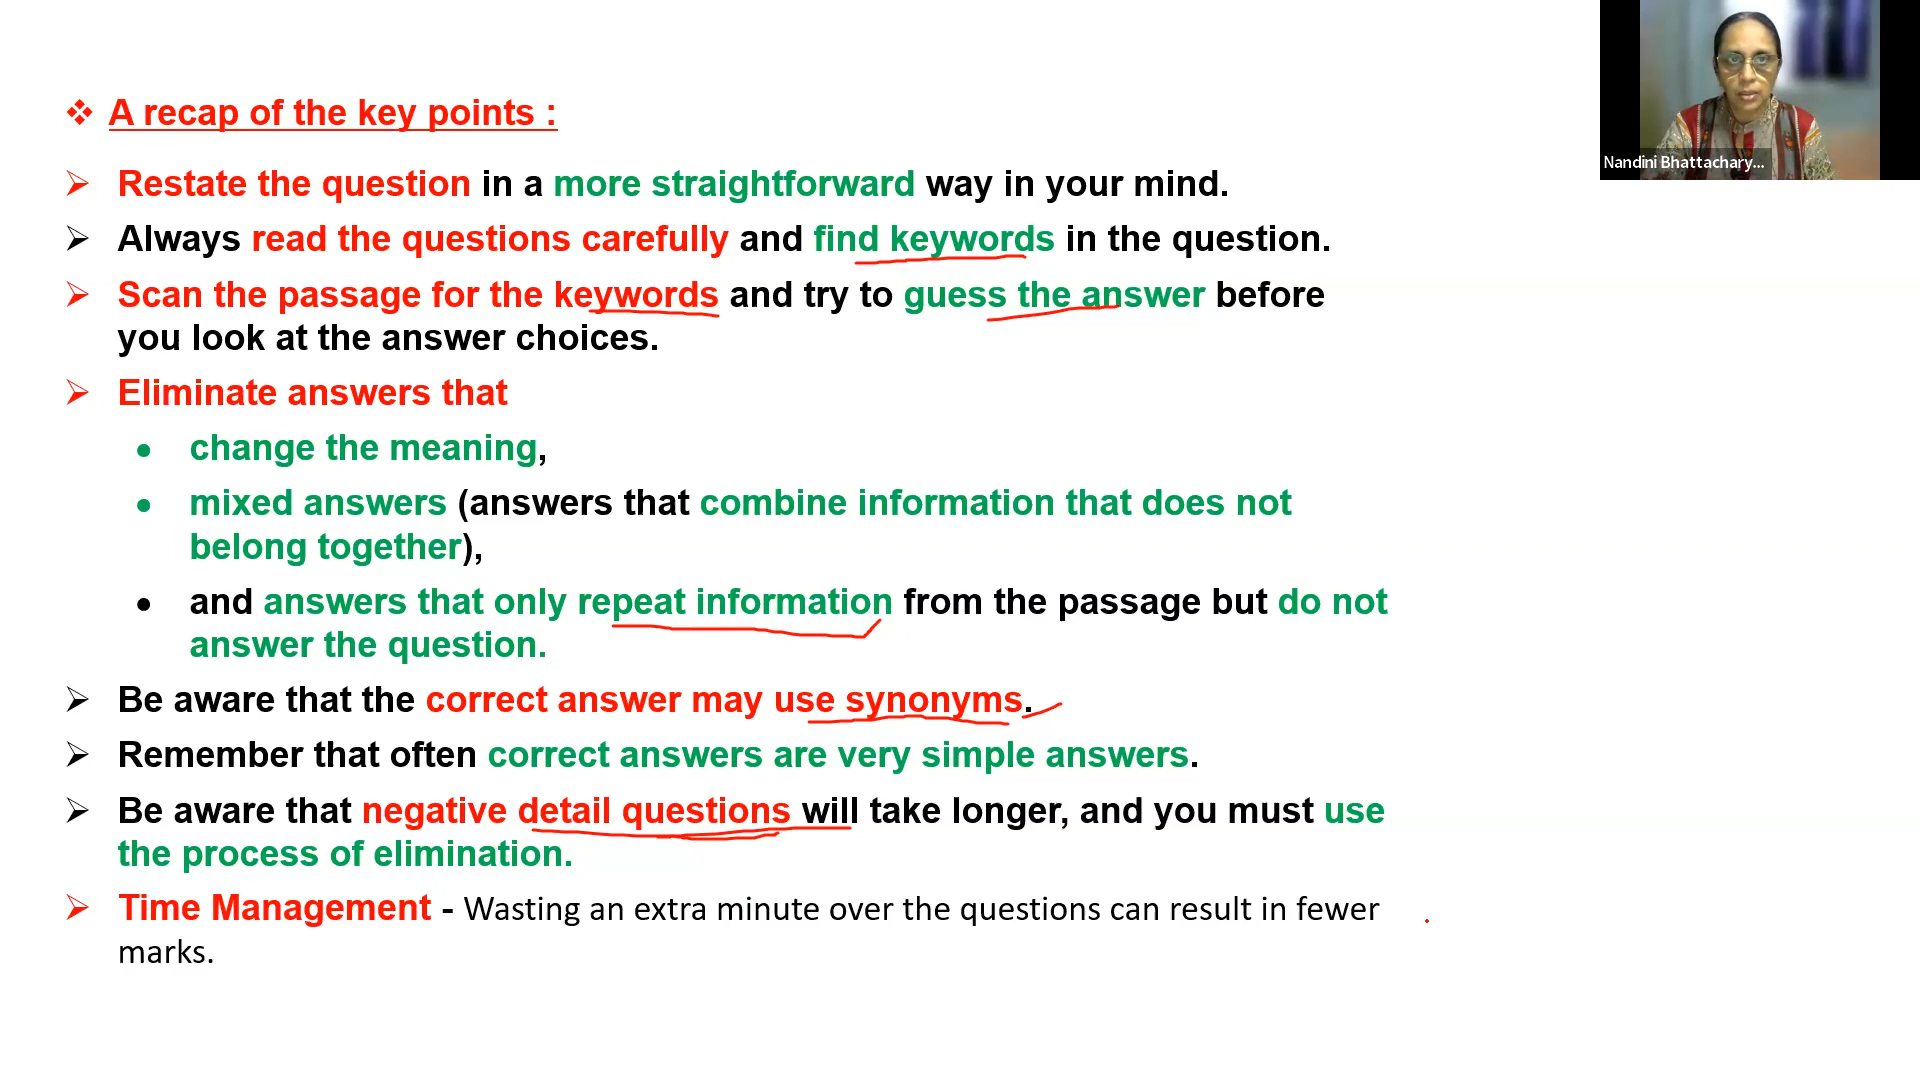 A recap of the key points :
Restate the question in a more straightforward way in your mind.
Always read the questions carefully and find keywords in the question.
Scan the passage for the keywords and try to guess the answer before
you look at the answer choices.
Eliminate answers that
change the meaning,
mixed answers (answers that combine information that does not
belong together),
and answers that only repeat information from the passage but do not
answer the question.
Be aware that the correct answer may use synonyms.
Remember that often correct answers are very simple answers.
Be aware that negative detail questions will take longer, and you must use
the process of elimination.
Time Management - Wasting an extra minute over the questions can result in fewer
marks.
Nandini Bhattachary...